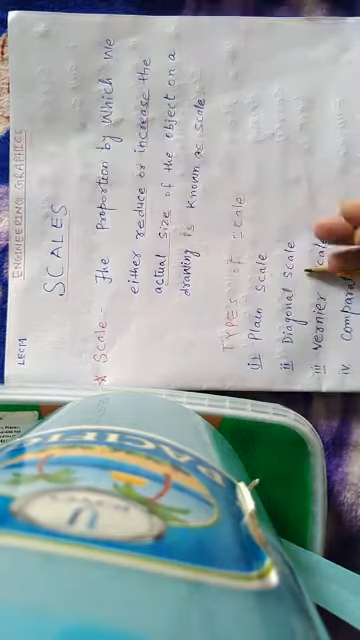 ENGINEERING GRAPHICS
LEC 1
SCALES
* Scale:- The Proportion by Which We
either reduce or increase the
actual size of the object on a
drawing is known as scale.
TYPES OF SCALE
i) Plain Scale
ii Diagonal Scale
iii Vernier Scale
iv Compara
PACIFIC